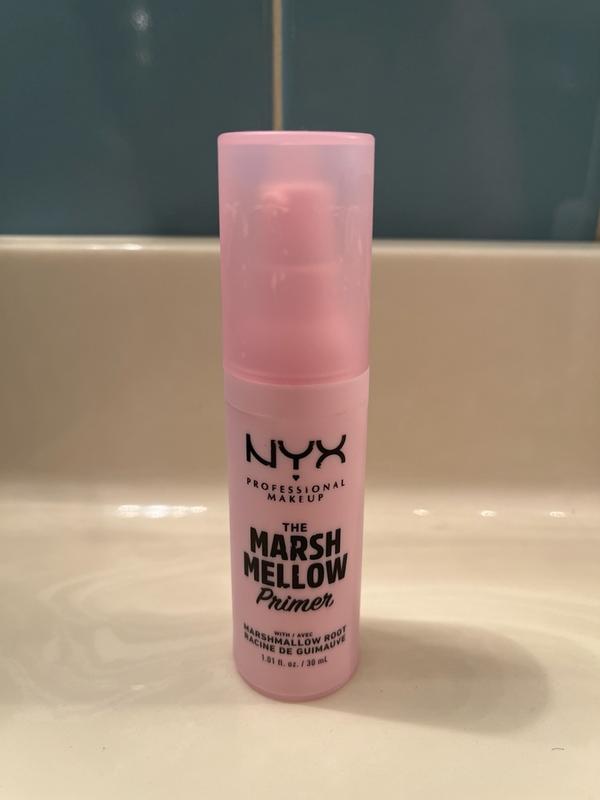 NYX
PROFESSIONAL
MAKEUP
THE
MARSH
MELLOW
Primer
WITH / AVEC
MARSHMALLOW ROOT
RACINE DE GUIMAUVE
1.01 fl. oz. / 30 mL